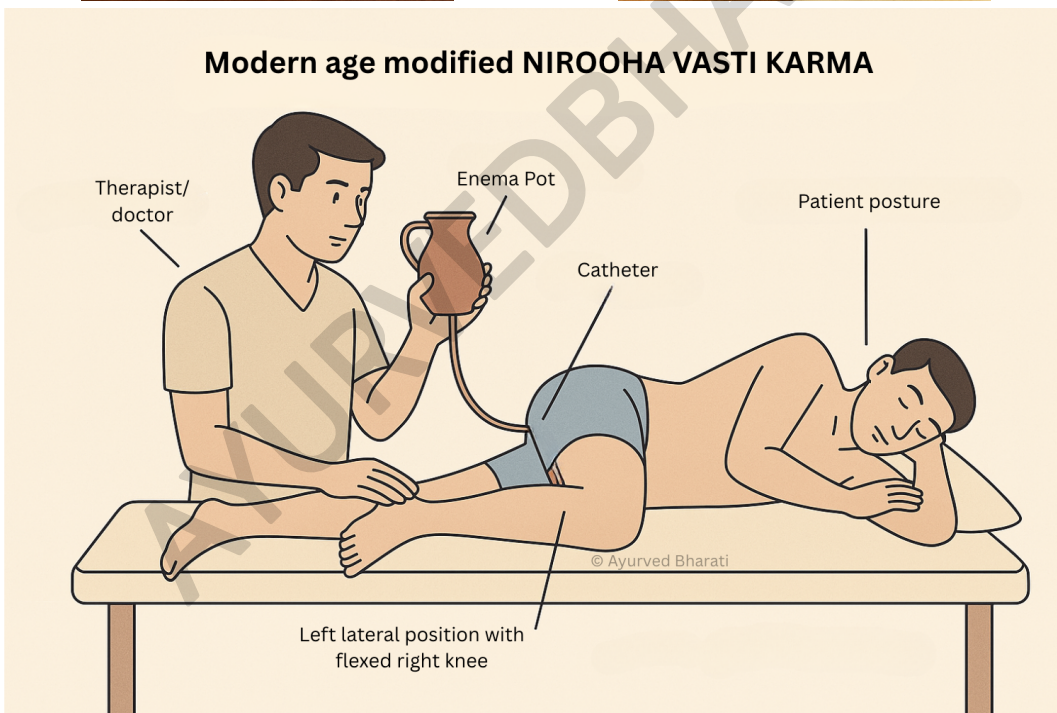 Modern age modified NIROOHA VASTI KARMA
Therapist/
doctor
Enema Pot
Patient posture
Catheter
© Ayurved Bharati
Left lateral position with
flexed right knee
AYURVEDBHA